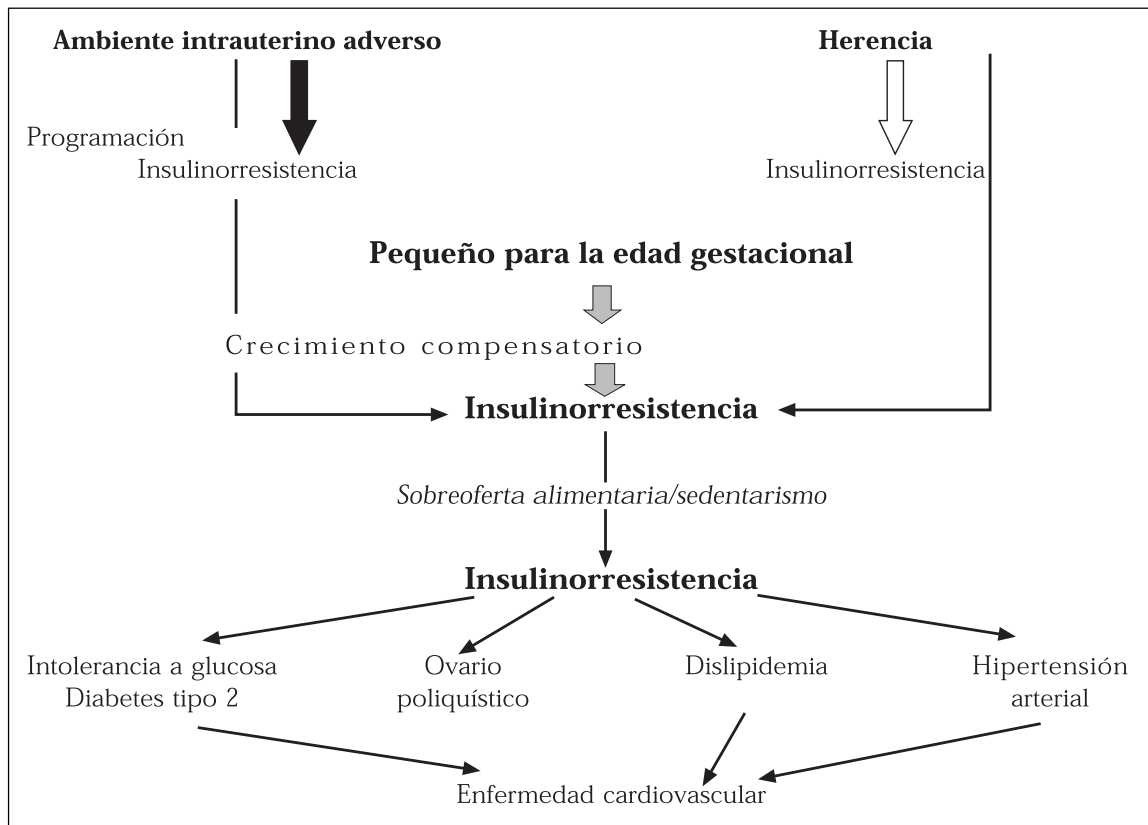 Ambiente intrauterino adverso
Herencia
Programación
Insulinorresistencia
Insulinorresistencia
Pequeño para la edad gestacional
Crecimiento compensatorio
Insulinorresistencia
Sobreoferta alimentaria/sedentarismo
Insulinorresistencia
Intolerancia a glucosa
Diabetes tipo 2
Ovario
poliquístico
Dislipidemia
Hipertensión
arterial
Enfermedad cardiovascular